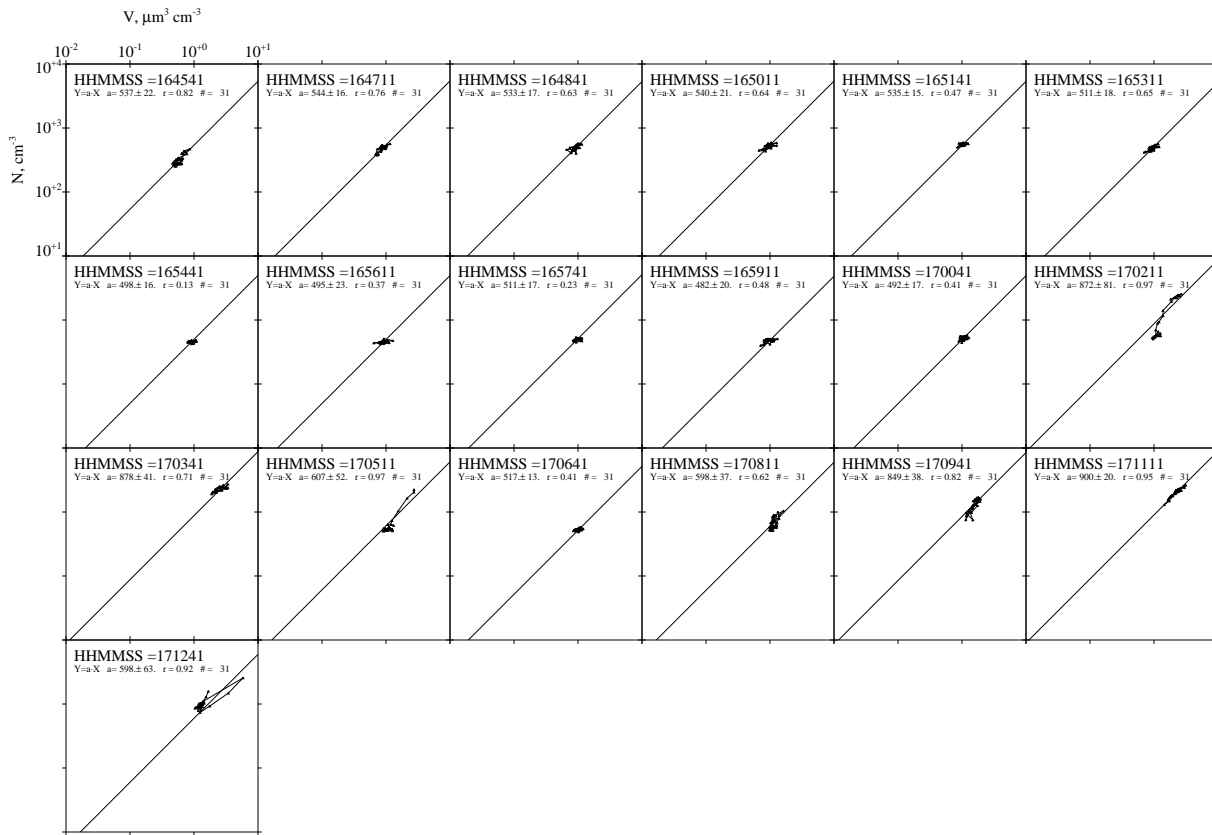 V, μm³ cm⁻³
10⁻² 10⁻¹ 10⁺⁰ 10⁺¹
N, cm⁻³
10⁺⁴
10⁺³
10⁺²
10⁺¹
HHMMSS =164541
Y=a·X a= 537.± 22. r = 0.82 # = 31
HHMMSS =164711
Y=a·X a= 544.± 16. r = 0.76 # = 31
HHMMSS =164841
Y=a·X a= 533.± 17. r = 0.63 # = 31
HHMMSS =165011
Y=a·X a= 540.± 21. r = 0.64 # = 31
HHMMSS =165141
Y=a·X a= 535.± 15. r = 0.47 # = 31
HHMMSS =165311
Y=a·X a= 511.± 18. r = 0.65 # = 31
HHMMSS =165441
Y=a·X a= 498.± 16. r = 0.13 # = 31
HHMMSS =165611
Y=a·X a= 495.± 23. r = 0.37 # = 31
HHMMSS =165741
Y=a·X a= 511.± 17. r = 0.23 # = 31
HHMMSS =165911
Y=a·X a= 482.± 20. r = 0.48 # = 31
HHMMSS =170041
Y=a·X a= 492.± 17. r = 0.41 # = 31
HHMMSS =170211
Y=a·X a= 872.± 81. r = 0.97 # = 31
HHMMSS =170341
Y=a·X a= 878.± 41. r = 0.71 # = 31
HHMMSS =170511
Y=a·X a= 607.± 52. r = 0.97 # = 31
HHMMSS =170641
Y=a·X a= 517.± 13. r = 0.41 # = 31
HHMMSS =170811
Y=a·X a= 598.± 37. r = 0.62 # = 31
HHMMSS =170941
Y=a·X a= 849.± 38. r = 0.82 # = 31
HHMMSS =171111
Y=a·X a= 900.± 20. r = 0.95 # = 31
HHMMSS =171241
Y=a·X a= 598.± 63. r = 0.92 # = 31